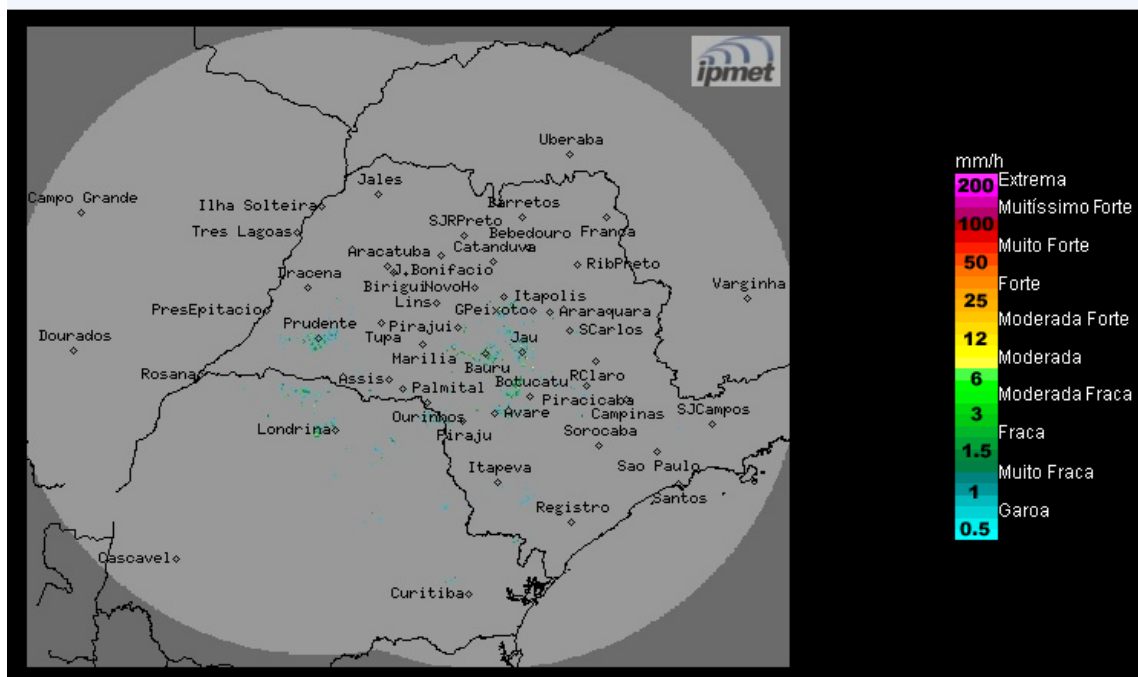 ipmet
Uberaba
Jales
Campo Grande
Ilha Solteira
Barretos
SJRPreto
Tres Lagoas
Bebedouro
Franca
Aracatuba
Catanduva
J.Bonifacio
RibPreto
Dracena
Birigui
NovoH
Varginha
Lins
Itapolis
PresEpitacio
GPeixoto
Araraquara
Prudente
Pirajui
SCarlos
Dourados
Tupa
Jau
Marilia
Bauru
Rosana
Assis
Botucatu
RClaro
Palmital
Piracicaba
Ourinhos
Avare
Campinas
SJCampos
Londrina
Piraju
Sorocaba
Itapeva
Sao Paulo
Santos
Registro
Cascavel
Curitiba
mm/h
200 Extrema
Muitíssimo Forte
100
Muito Forte
50
Forte
25
Moderada Forte
12
Moderada
6
Moderada Fraca
3
Fraca
1.5
Muito Fraca
1
Garoa
0.5